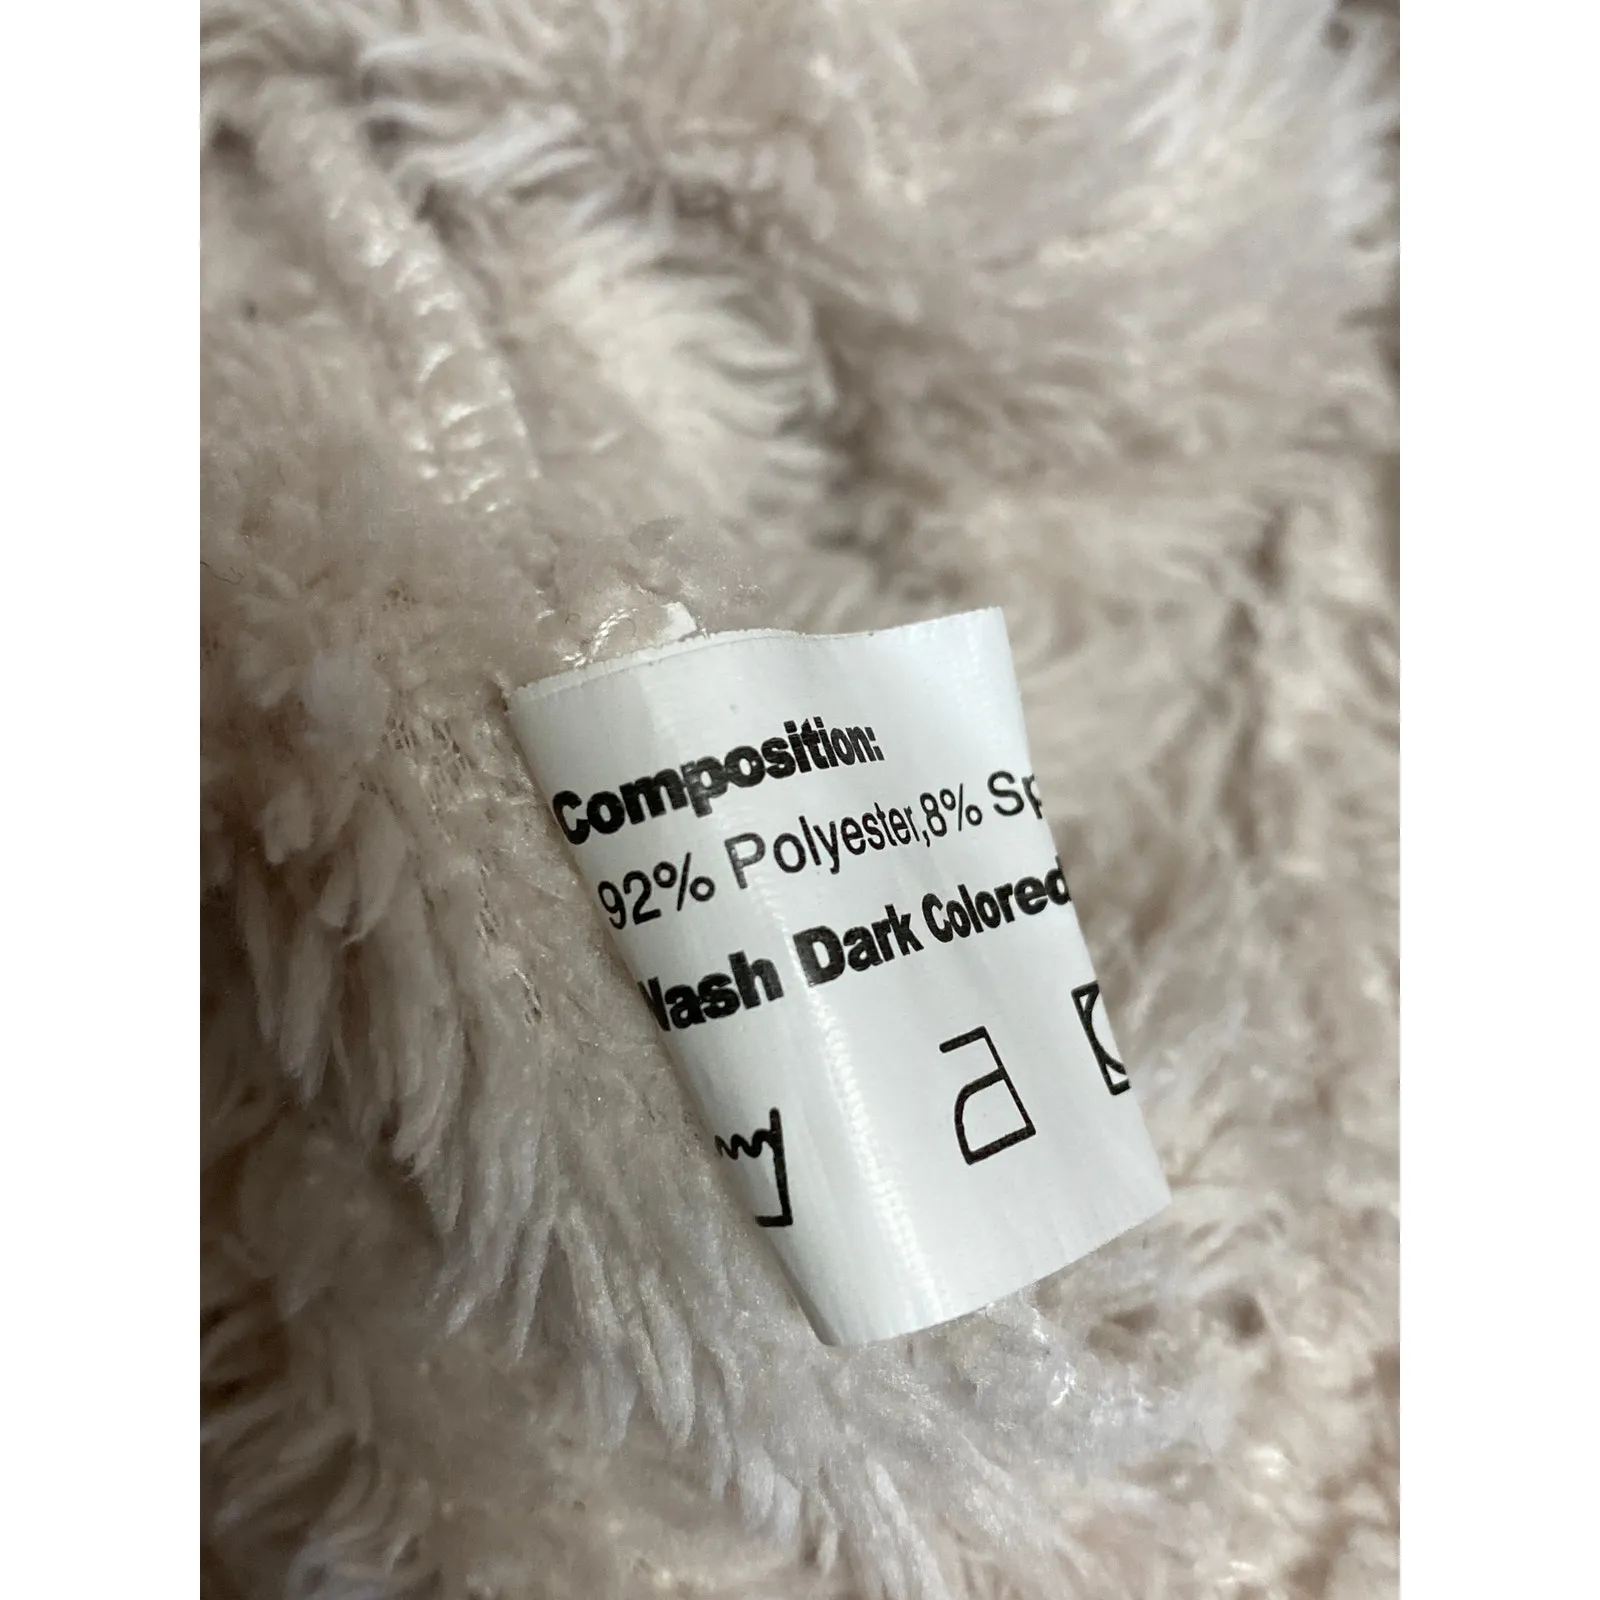 Composition:
92% Polyester,8% Sp
Wash Dark Colored